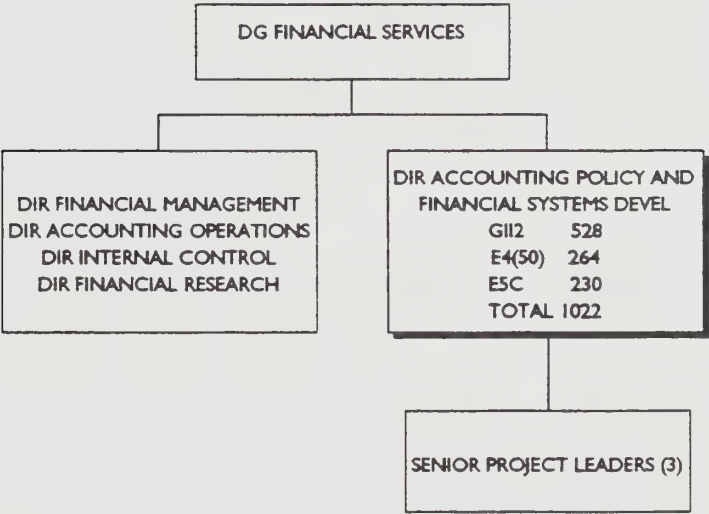 DG FINANCIAL SERVICES
DIR FINANCIAL MANAGEMENT
DIR ACCOUNTING OPERATIONS
DIR INTERNAL CONTROL
DIR FINANCIAL RESEARCH
DIR ACCOUNTING POLICY AND
FINANCIAL SYSTEMS DEVEL
GII2 528
E4(50) 264
E5C 230
TOTAL 1022
SENIOR PROJECT LEADERS (3)